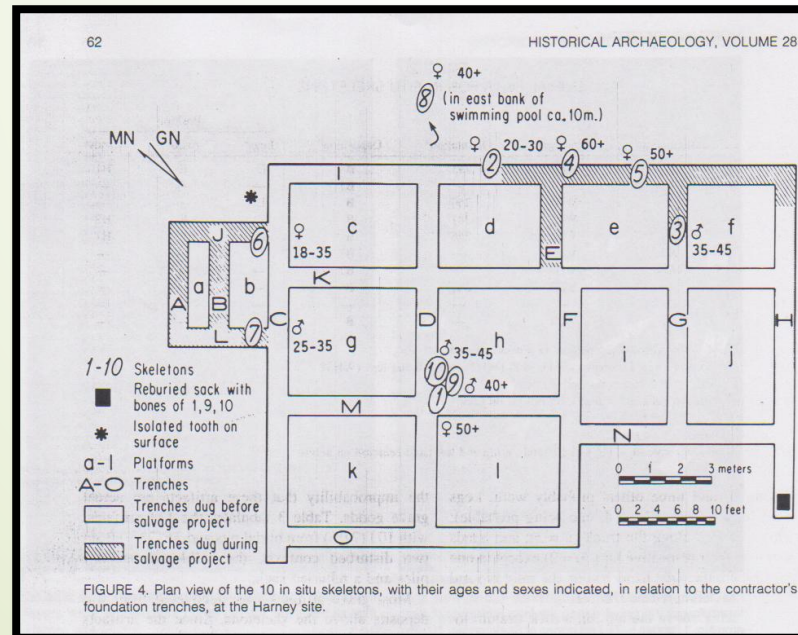 62
HISTORICAL ARCHAEOLOGY, VOLUME 28
♀ 40+
8 (in east bank of
swimming pool ca. 10m.)
MN GN
♀ 20-30 ♀ 60+
♀ 50+
2 4 5
I
c d e f
3 ♂
35-45
E
J
6 ♀
18-35
a b
A B
K
L
7
C D F G H
♂
25-35
g h i j
♂ 35-45
10 9 ♂ 40+
1
M
♀ 50+
N
k l
O
1-10 Skeletons
Reburied sack with
bones of 1, 9, 10
Isolated tooth on
surface
a-l Platforms
A-O Trenches
Trenches dug before
salvage project
Trenches dug during
salvage project
0 1 2 3 meters
0 2 4 6 8 10 feet
FIGURE 4. Plan view of the 10 in situ skeletons, with their ages and sexes indicated, in relation to the contractor's
foundation trenches, at the Harney site.